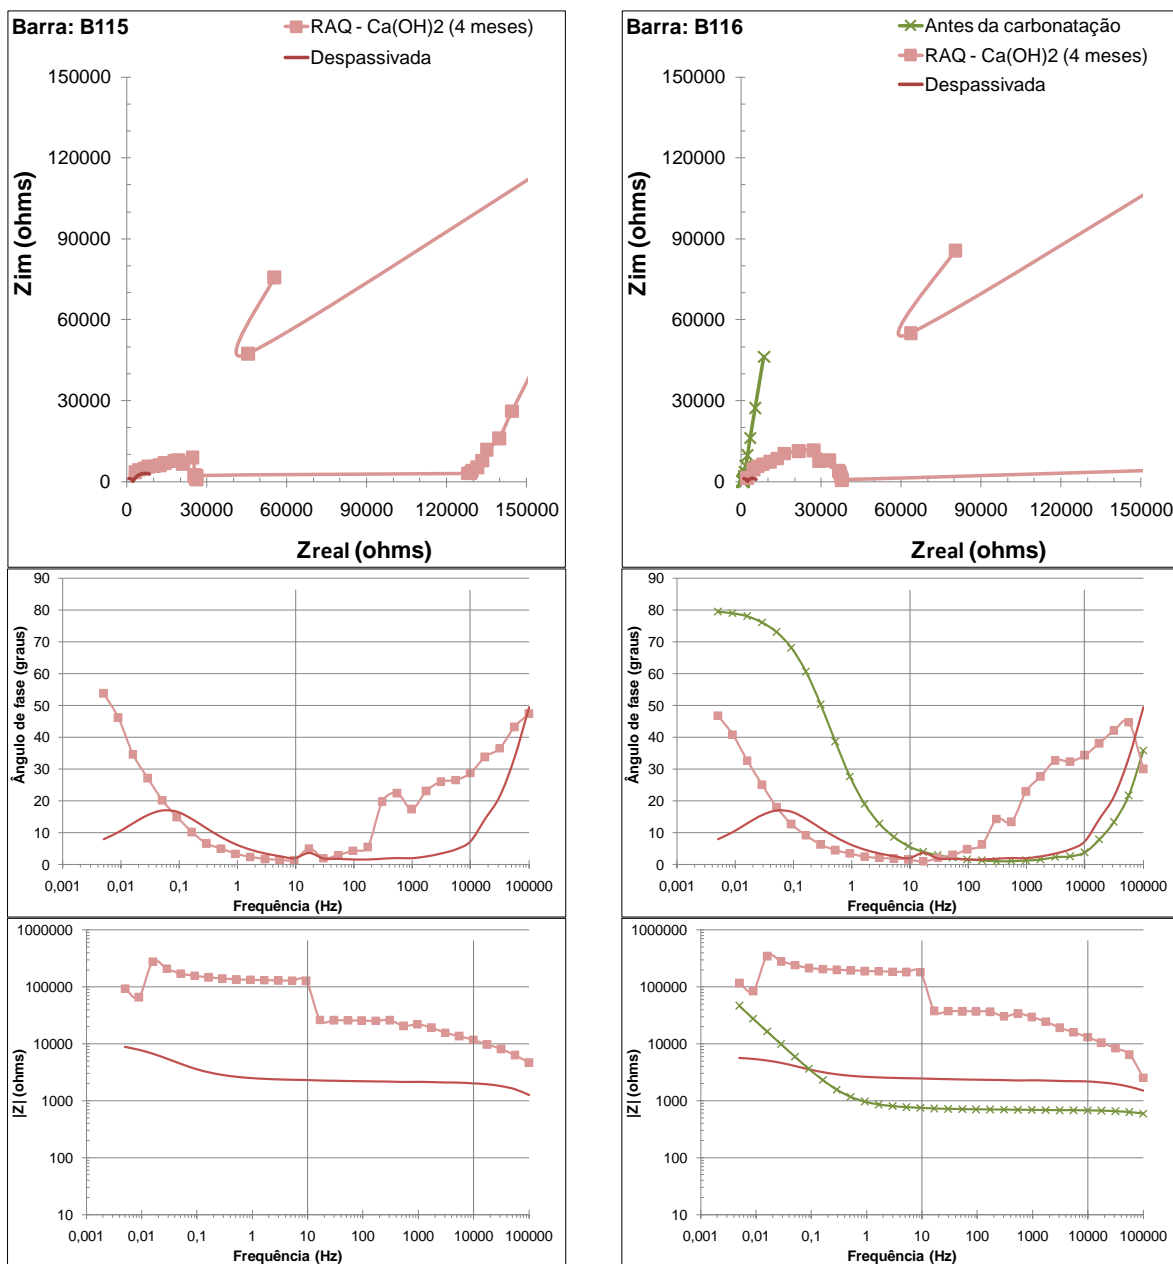 Barra: B115
RAQ - Ca(OH)2 (4 meses)
Despassivada
150000
120000
90000
60000
30000
0
Zim (ohms)
0 30000 60000 90000 120000 150000
Zreal (ohms)
Barra: B116
Antes da carbonatação
RAQ - Ca(OH)2 (4 meses)
Despassivada
150000
120000
90000
60000
30000
0
Zim (ohms)
0 30000 60000 90000 120000 150000
Zreal (ohms)
90
80
70
60
50
40
30
20
10
0
Ângulo de fase (graus)
0,001 0,01 0,1 1 10 100 1000 10000 100000
Frequência (Hz)
90
80
70
60
50
40
30
20
10
0
Ângulo de fase (graus)
0,001 0,01 0,1 1 10 100 1000 10000 100000
Frequência (Hz)
1000000
100000
10000
1000
100
10
|Z| (ohms)
0,001 0,01 0,1 1 10 100 1000 10000 100000
Frequência (Hz)
1000000
100000
10000
1000
100
10
|Z| (ohms)
0,001 0,01 0,1 1 10 100 1000 10000 100000
Frequência (Hz)